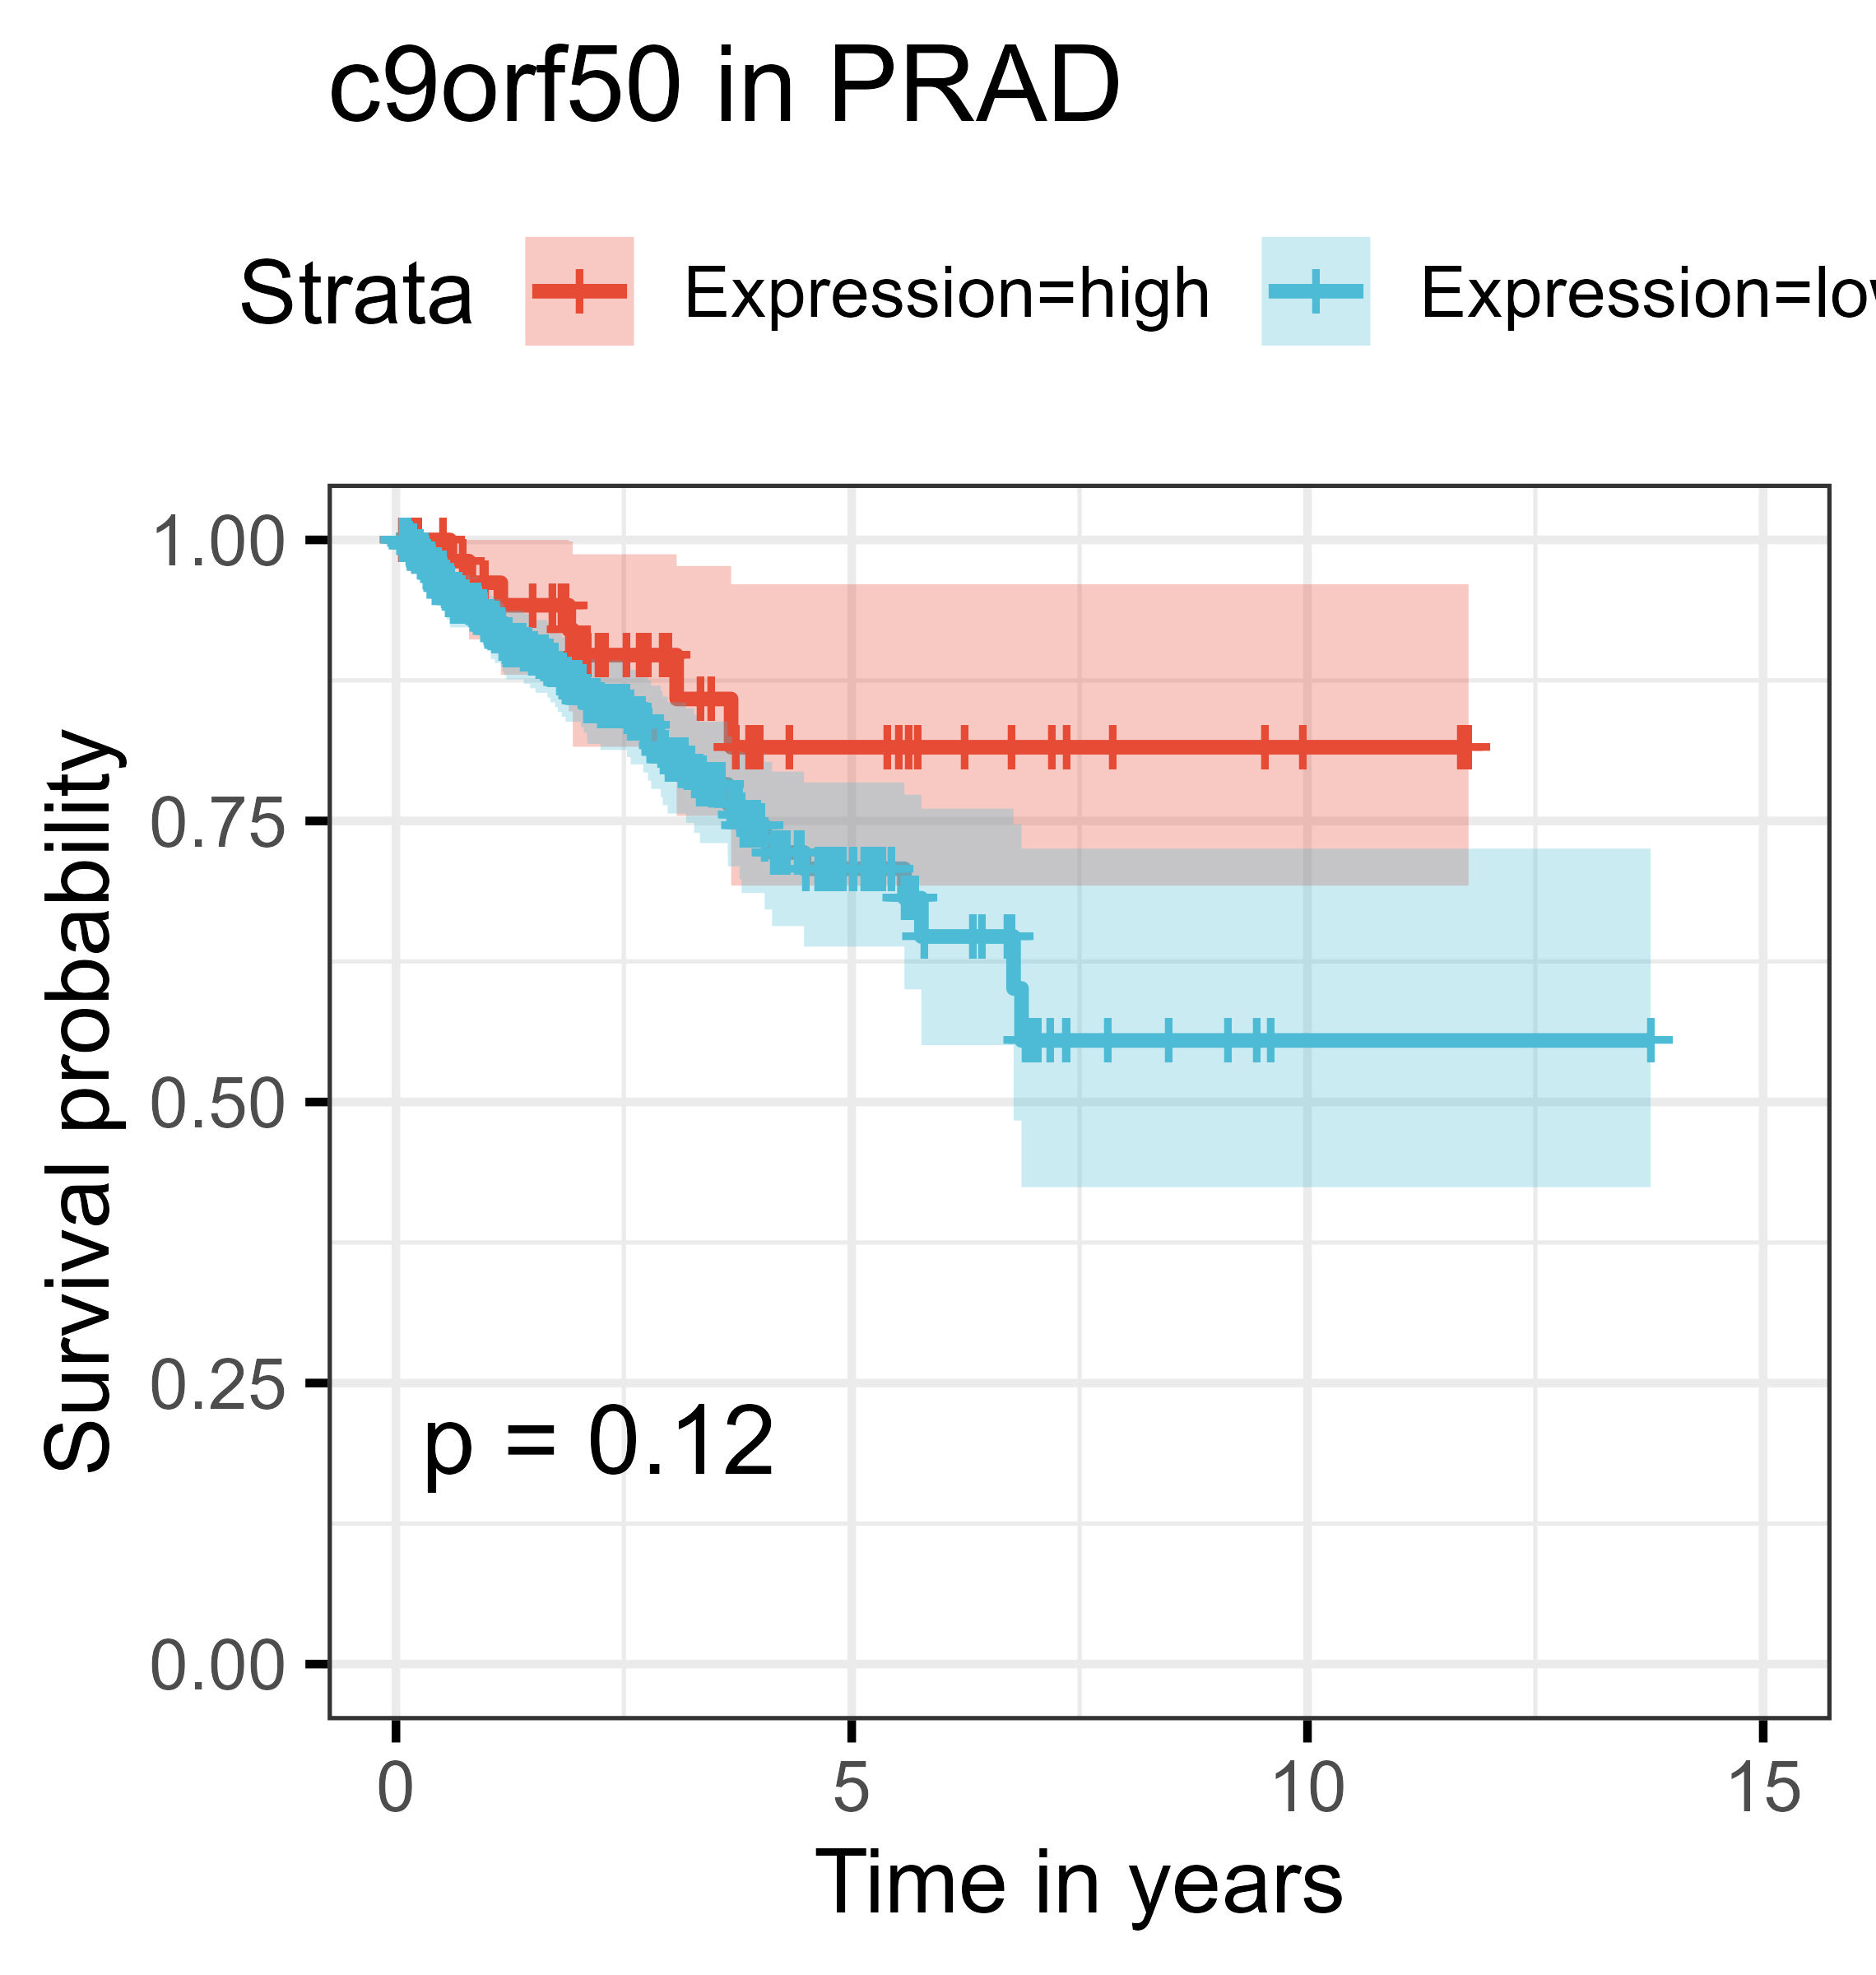 c9orf50 in PRAD
Strata Expression=high Expression=lo
Survival probability
1.00
0.75
0.50
0.25
0.00
p = 0.12
0 5 10 15
Time in years